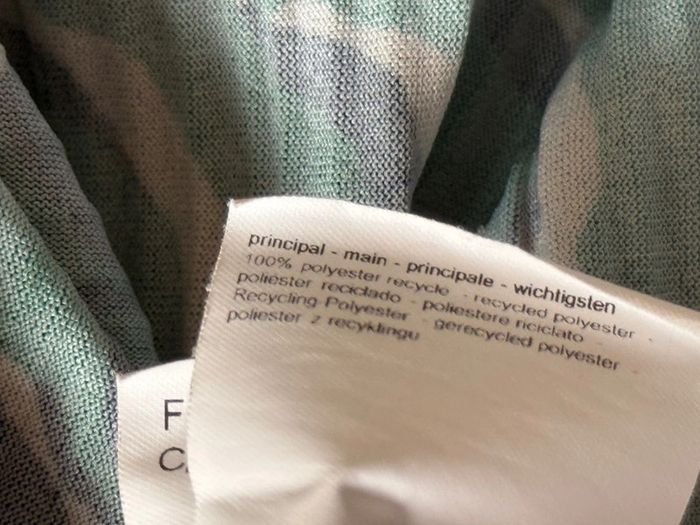 principal - main - principale - wichtigsten
100% polyester recycle - recycled polyester -
poliester reciclado - poliestere riciclato
Recycling Polyester - gerecycled polyester
poliester z recyklingu
F
C